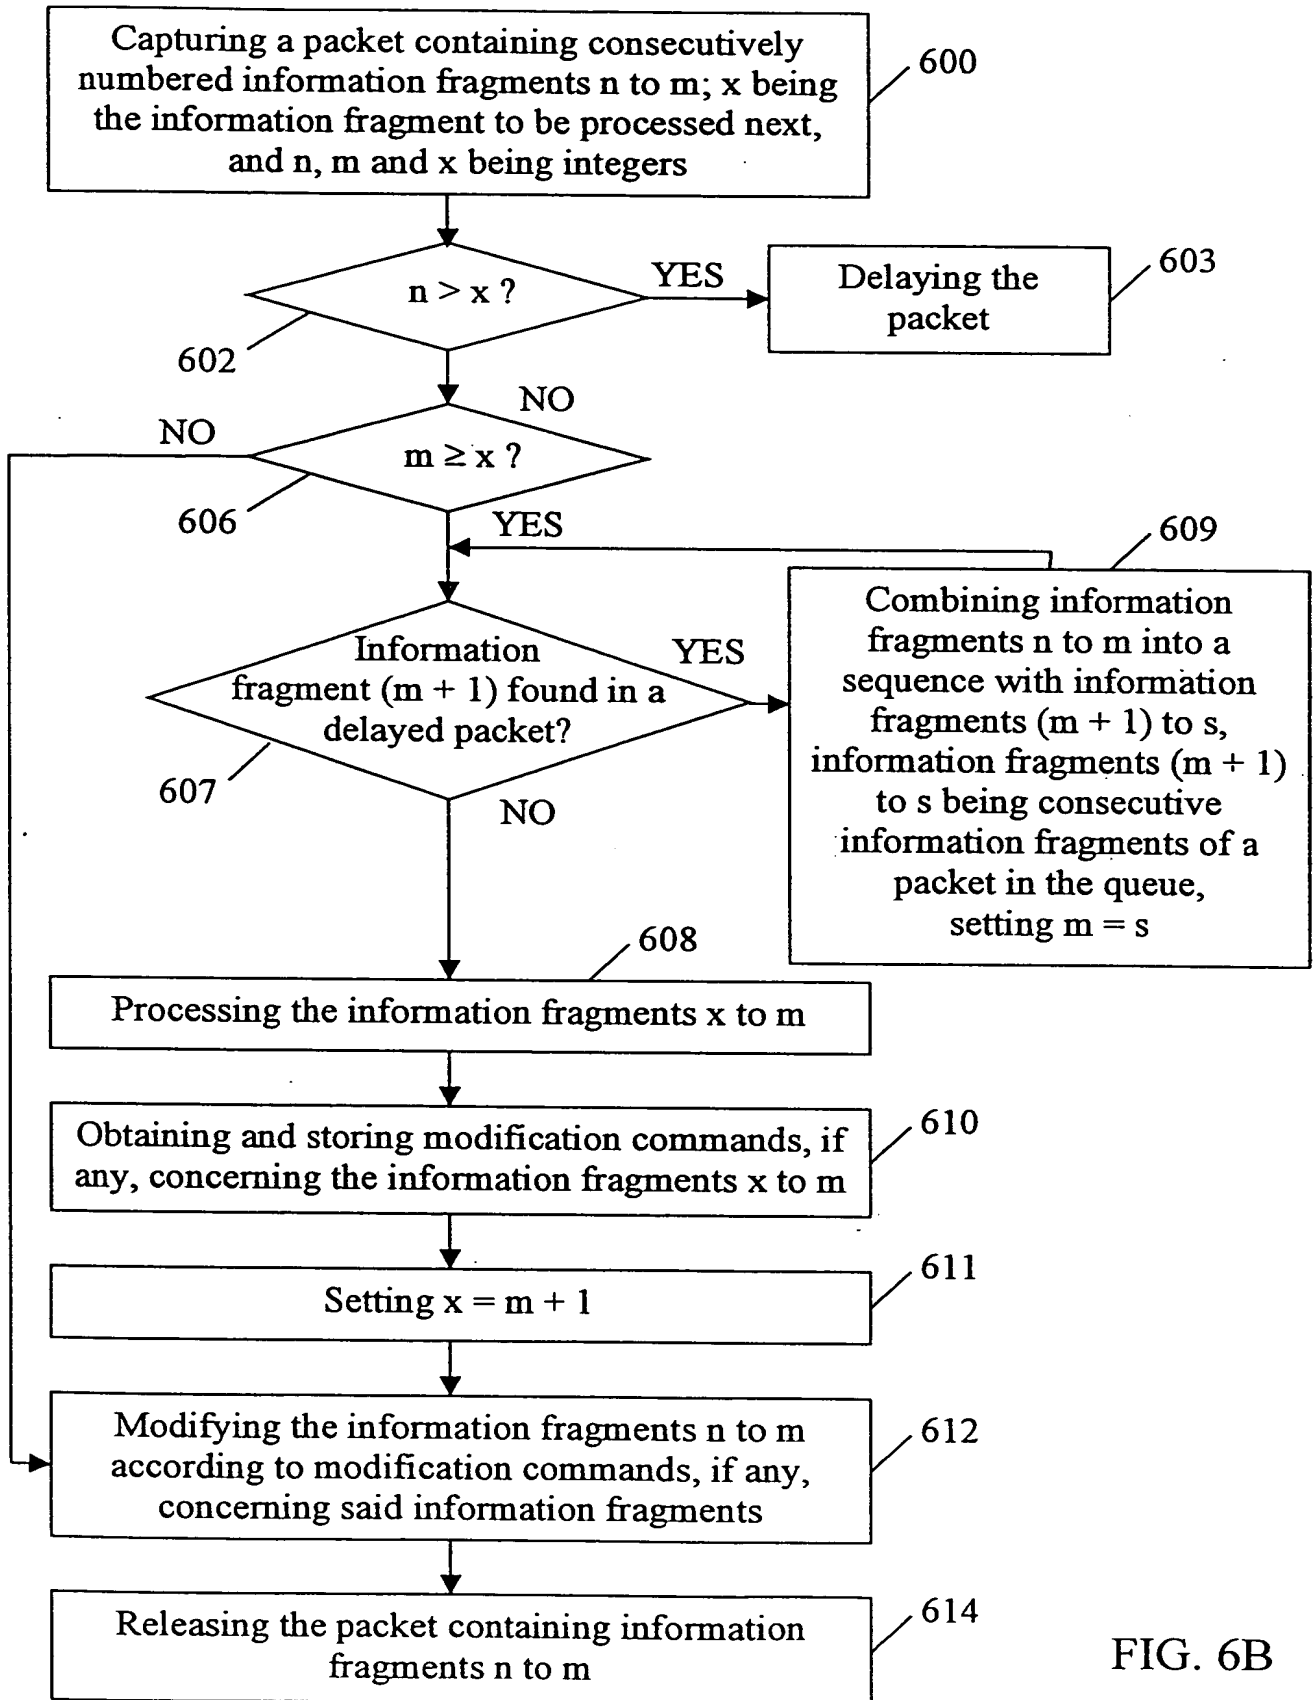 Capturing a packet containing consecutively
numbered information fragments n to m; x being
the information fragment to be processed next,
and n, m and x being integers
600
n > x ?
YES
Delaying the
packet
603
602
NO
NO
m ≥ x ?
606
YES
609
Information
fragment (m + 1) found in a
delayed packet?
YES
607
NO
Combining information
fragments n to m into a
sequence with information
fragments (m + 1) to s,
information fragments (m + 1)
to s being consecutive
information fragments of a
packet in the queue,
setting m = s
608
Processing the information fragments x to m
Obtaining and storing modification commands, if
any, concerning the information fragments x to m
610
Setting x = m + 1
611
Modifying the information fragments n to m
according to modification commands, if any,
concerning said information fragments
612
Releasing the packet containing information
fragments n to m
614
FIG. 6B